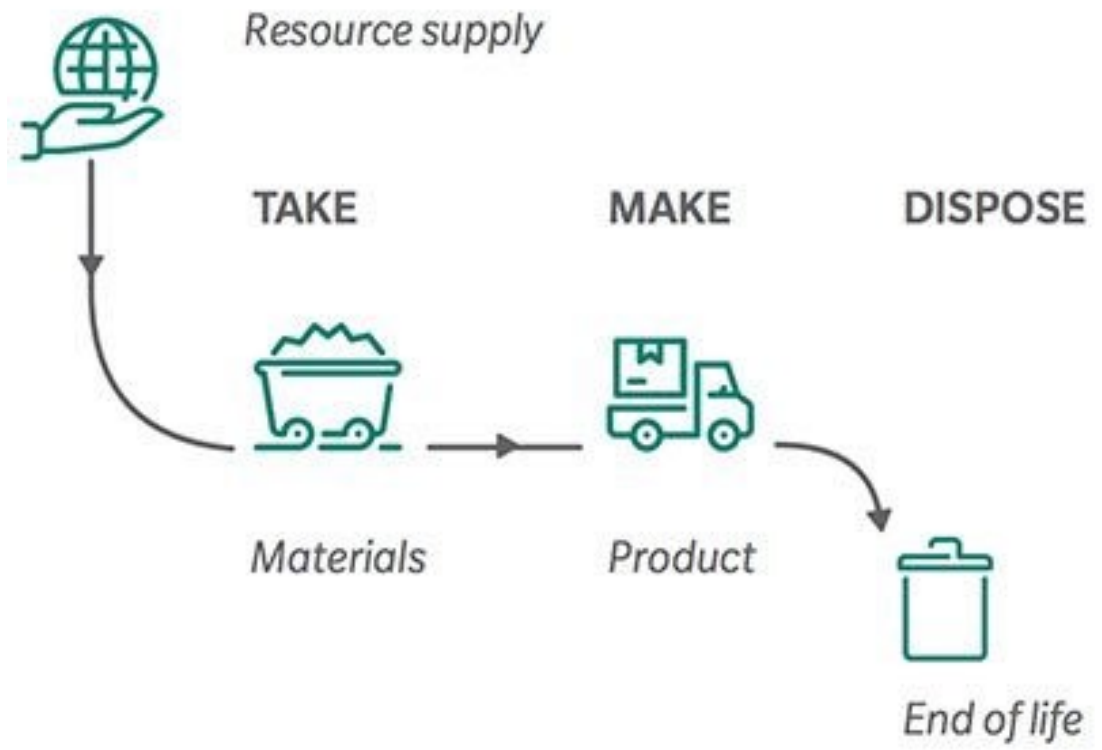 Resource supply
TAKE
MAKE
DISPOSE
Materials
Product
End of life